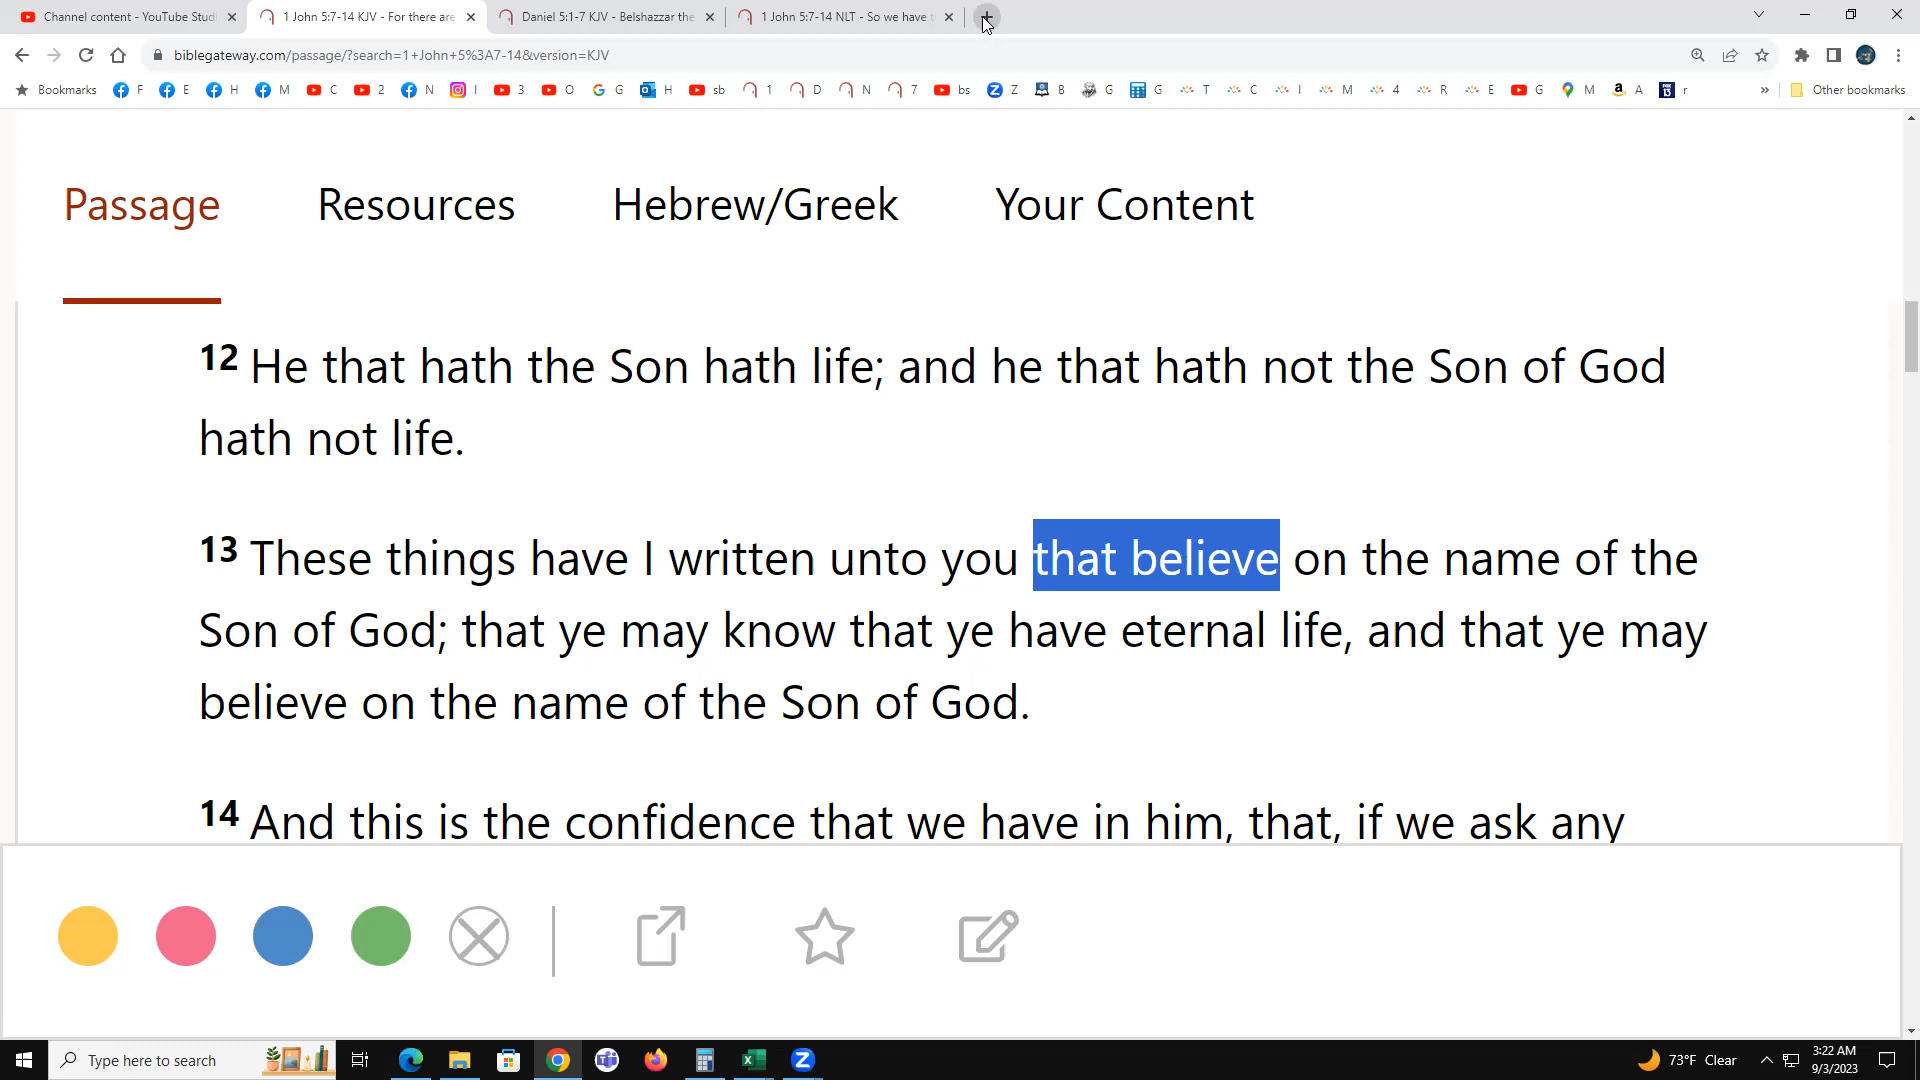 Channel content - YouTube Studi
1 John 5:7-14 KJV - For there are
Daniel 5:1-7 KJV - Belshazzar the
1 John 5:7-14 NLT - So we have t
biblegateway.com/passage/?search=1+John+5%3A7-14&version=KJV
Bookmarks F E H M C 2 N I 3 O G H sb 1 D N 7 bs Z B G G T C I M 4 R E G M A r » Other bookmarks
Passage Resources Hebrew/Greek Your Content
12 He that hath the Son hath life; and he that hath not the Son of God
hath not life.
13 These things have I written unto you that believe on the name of the
Son of God; that ye may know that ye have eternal life, and that ye may
believe on the name of the Son of God.
14 And this is the confidence that we have in him, that, if we ask any
Type here to search
73°F Clear
3:22 AM
9/3/2023